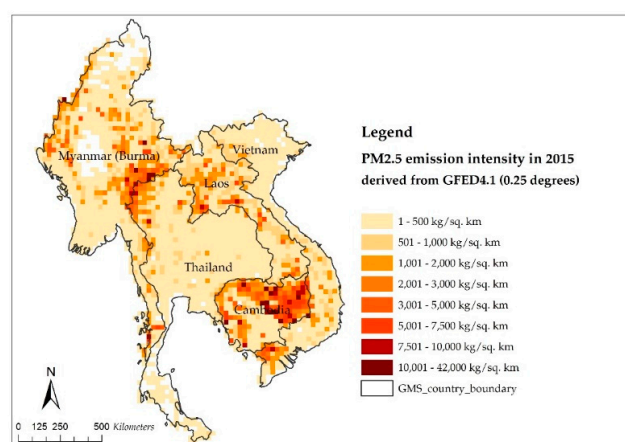 Vietnam
Myanmar (Burma)
Laos
Thailand
Cambodia
N
0 125 250 500 Kilometers
Legend
PM2.5 emission intensity in 2015
derived from GFED4.1 (0.25 degrees)
1 - 500 kg/sq. km
501 - 1,000 kg/sq. km
1,001 - 2,000 kg/sq. km
2,001 - 3,000 kg/sq. km
3,001 - 5,000 kg/sq. km
5,001 - 7,500 kg/sq. km
7,501 - 10,000 kg/sq. km
10,001 - 42,000 kg/sq. km
GMS_country_boundary